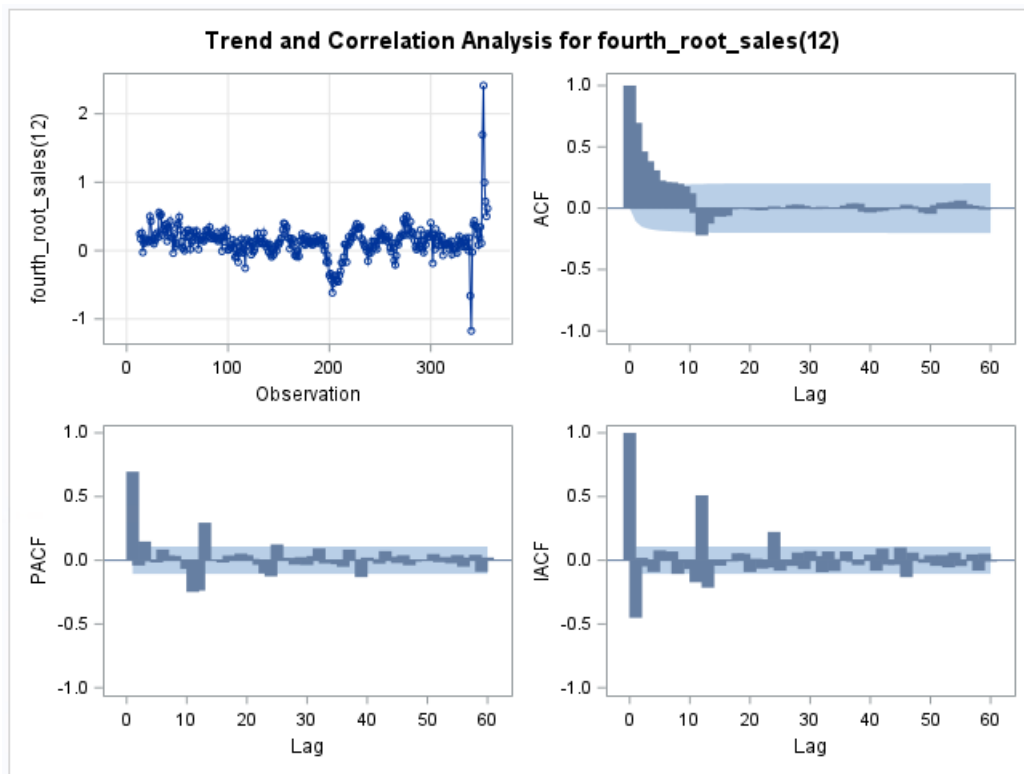 Trend and Correlation Analysis for fourth_root_sales(12)
fourth_root_sales(12)
2
1
0
-1
0 100 200 300
Observation
ACF
1.0
0.5
0.0
-0.5
-1.0
0 10 20 30 40 50 60
Lag
PACF
1.0
0.5
0.0
-0.5
-1.0
0 10 20 30 40 50 60
Lag
IACF
1.0
0.5
0.0
-0.5
-1.0
0 10 20 30 40 50 60
Lag